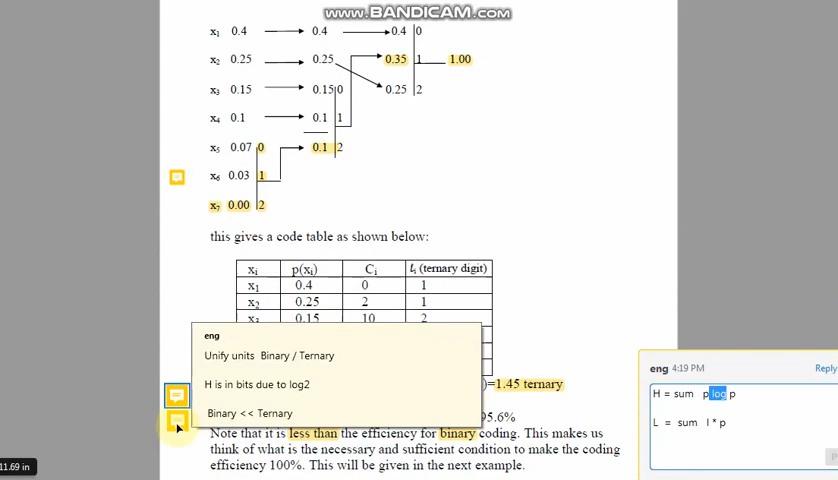 www.BANDICAM.com
x1 0.4 0.4 0.4 0
x2 0.25 0.25 0.35 1 1.00
x3 0.15 0.15 0 0.25 2
x4 0.1 0.1 1
x5 0.07 0 0.1 2
x6 0.03 1
x7 0.00 2
this gives a code table as shown below:
xi p(xi) Ci li (ternary digit)
x1 0.4 0 1
x2 0.25 2 1
x3 0.15 10 2
eng
Unify units Binary / Ternary
H is in bits due to log2
Binary << Ternary
)=1.45 ternary
95.6%
Note that it is less than the efficiency for binary coding. This makes us
think of what is the necessary and sufficient condition to make the coding
efficiency 100%. This will be given in the next example.
eng 4:19 PM Reply
H = sum p log p
L = sum l * p
11.69 in